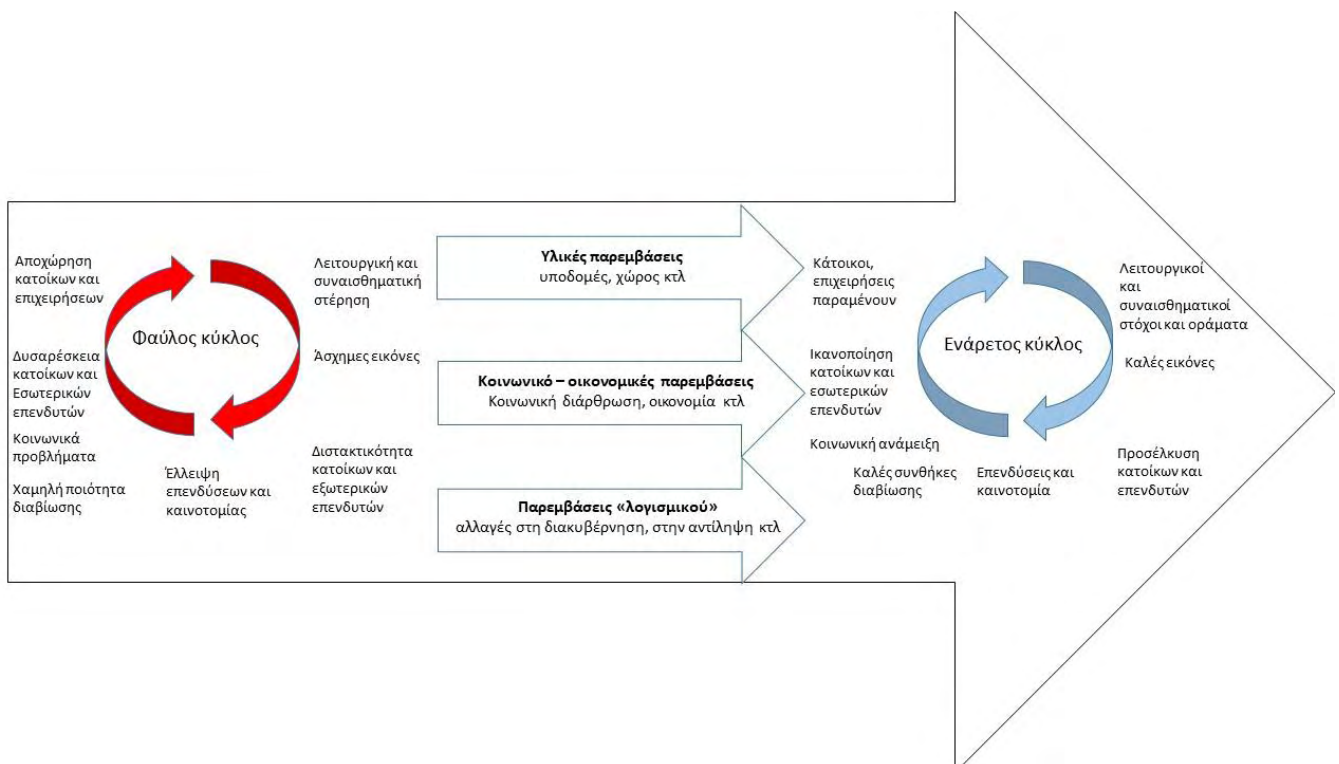 Αποχώρηση
κατοίκων και
επιχειρήσεων
Φαύλος κύκλος
Δυσαρέσκεια
κατοίκων και
Εσωτερικών
επενδυτών
Κοινωνικά
προβλήματα
Χαμηλή ποιότητα
διαβίωσης
Έλλειψη
επενδύσεων και
καινοτομίας
Λειτουργική και
συναισθηματική
στέρηση
Άσχημες εικόνες
Διστακτικότητα
κατοίκων και
εξωτερικών
επενδυτών
Υλικές παρεμβάσεις
υποδομές, χώρος κτλ
Κοινωνικό – οικονομικές παρεμβάσεις
Κοινωνική διάρθρωση, οικονομία κτλ
Παρεμβάσεις «λογισμικού»
αλλαγές στη διακυβέρνηση, στην αντίληψη κτλ
Κάτοικοι,
επιχειρήσεις
παραμένουν
Ικανοποίηση
κατοίκων και
εσωτερικών
επενδυτών
Κοινωνική ανάμειξη
Καλές συνθήκες
διαβίωσης
Ενάρετος κύκλος
Επενδύσεις και
καινοτομία
Λειτουργικοί
και
συναισθηματικοί
στόχοι και οράματα
Καλές εικόνες
Προσέλκυση
κατοίκων και
επενδυτών